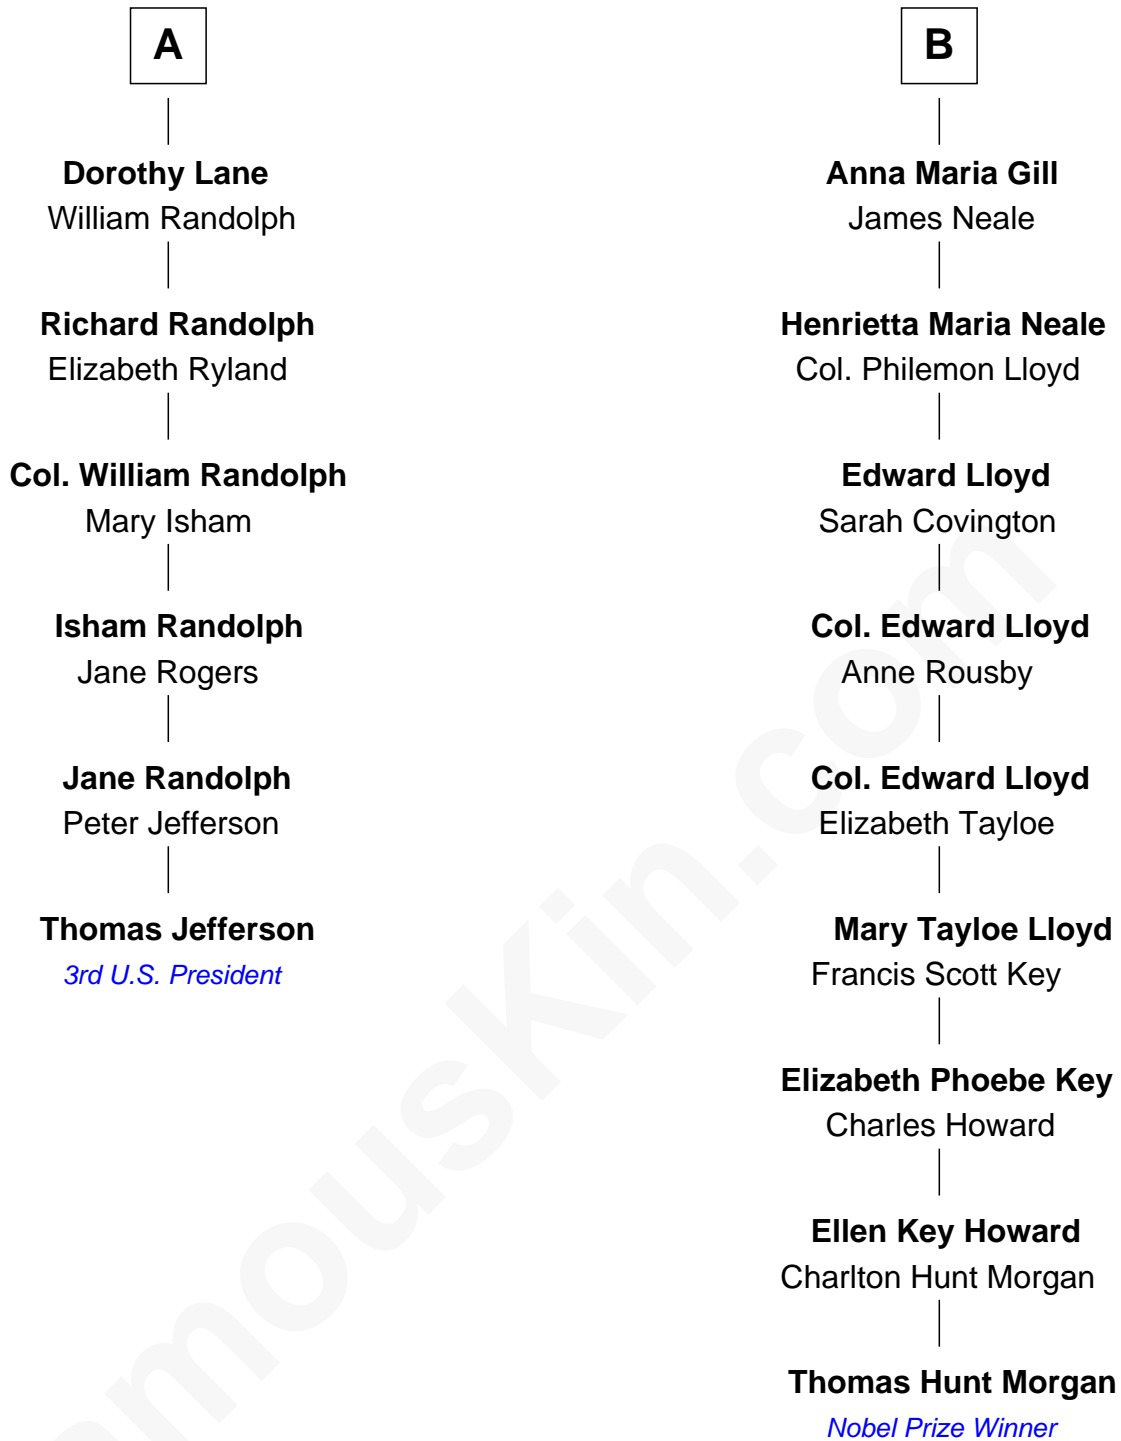 A
Dorothy Lane
William Randolph
Richard Randolph
Elizabeth Ryland
Col. William Randolph
Mary Isham
Isham Randolph
Jane Rogers
Jane Randolph
Peter Jefferson
Thomas Jefferson
3rd U.S. President
B
Anna Maria Gill
James Neale
Henrietta Maria Neale
Col. Philemon Lloyd
Edward Lloyd
Sarah Covington
Col. Edward Lloyd
Anne Rousby
Col. Edward Lloyd
Elizabeth Tayloe
Mary Tayloe Lloyd
Francis Scott Key
Elizabeth Phoebe Key
Charles Howard
Ellen Key Howard
Charlton Hunt Morgan
Thomas Hunt Morgan
Nobel Prize Winner
amousKin.com